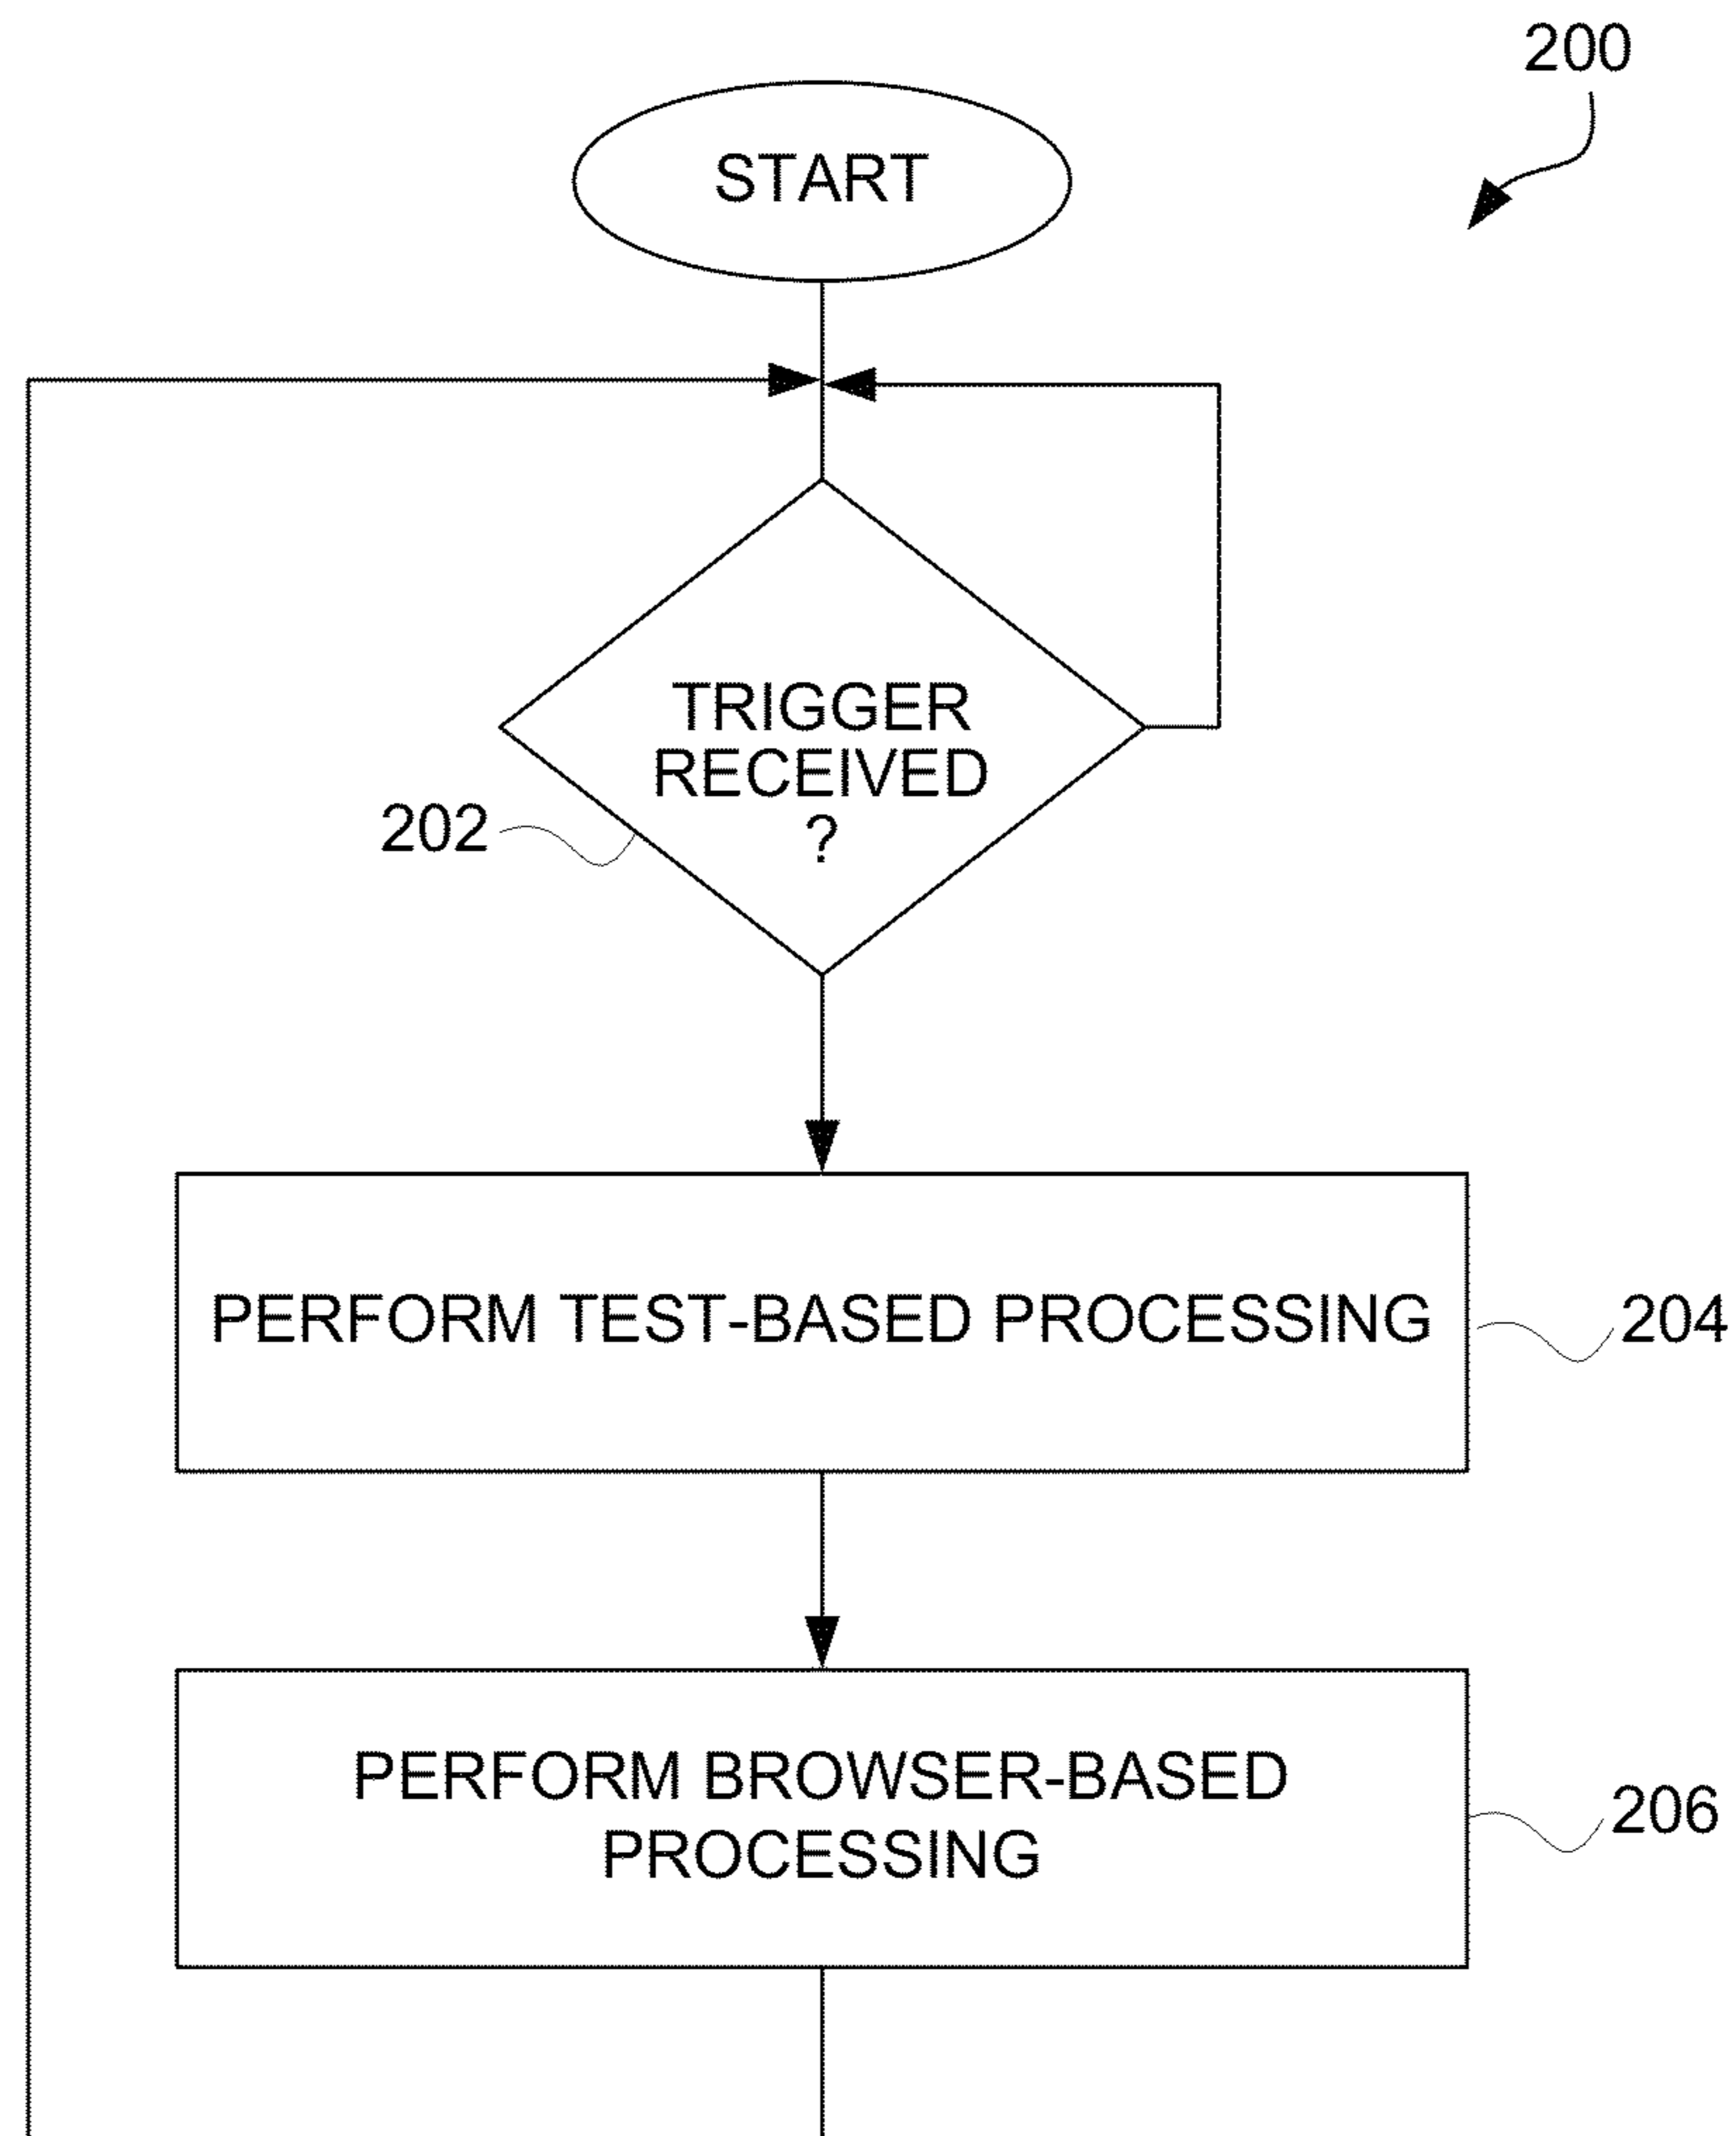 200
START
TRIGGER
RECEIVED
?
202
PERFORM TEST-BASED PROCESSING
204
PERFORM BROWSER-BASED
PROCESSING
206